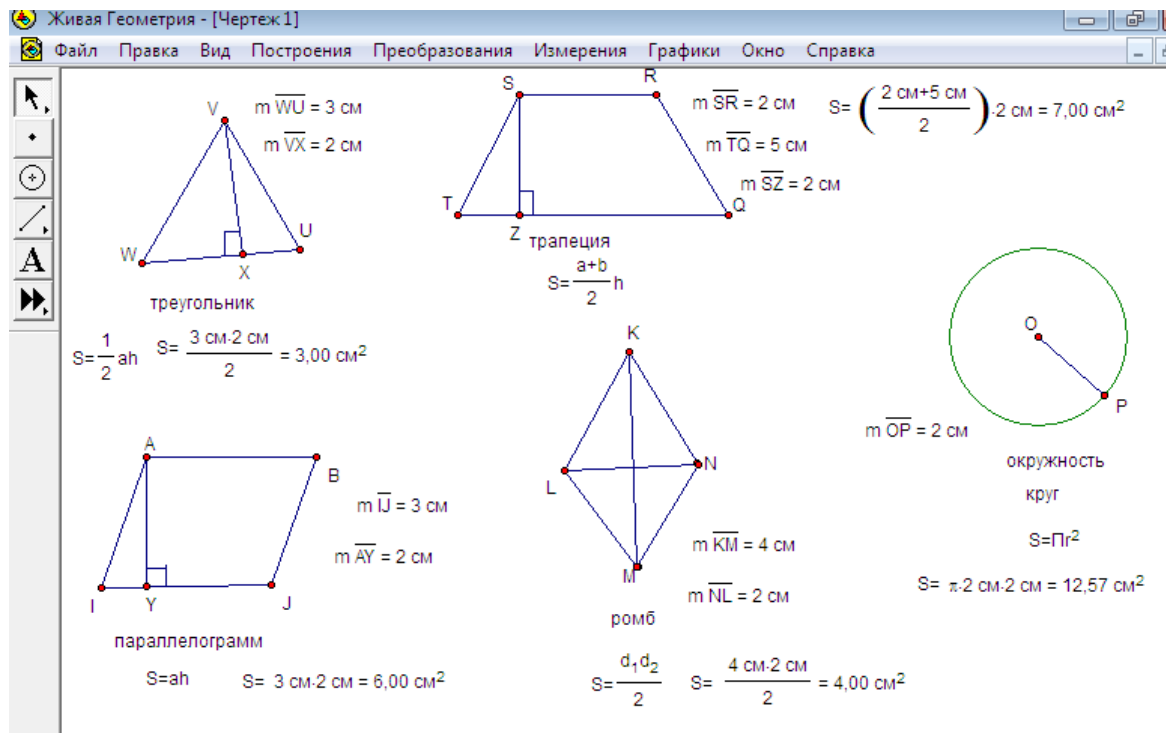 Живая Геометрия - [Чертеж1]
Файл Правка Вид Построения Преобразования Измерения Графики Окно Справка
A
V
W
X
U
m WU = 3 см
m VX = 2 см
треугольник
S=1/2 ah
S= 3 см·2 см/2 = 3,00 см²
S
R
T
Z
Q
m SR = 2 см
m TQ = 5 см
m SZ = 2 см
S= (2 см+5 см/2)·2 см = 7,00 см²
трапеция
S=a+b/2 h
A
B
I
Y
J
m IJ = 3 см
m AY = 2 см
параллелограмм
S=ah
S= 3 см·2 см = 6,00 см²
K
L
N
M
m KM = 4 см
m NL = 2 см
ромб
S=d₁d₂/2
S= 4 см·2 см/2 = 4,00 см²
O
P
m OP = 2 см
окружность
круг
S=Пr²
S= π·2 см·2 см = 12,57 см²